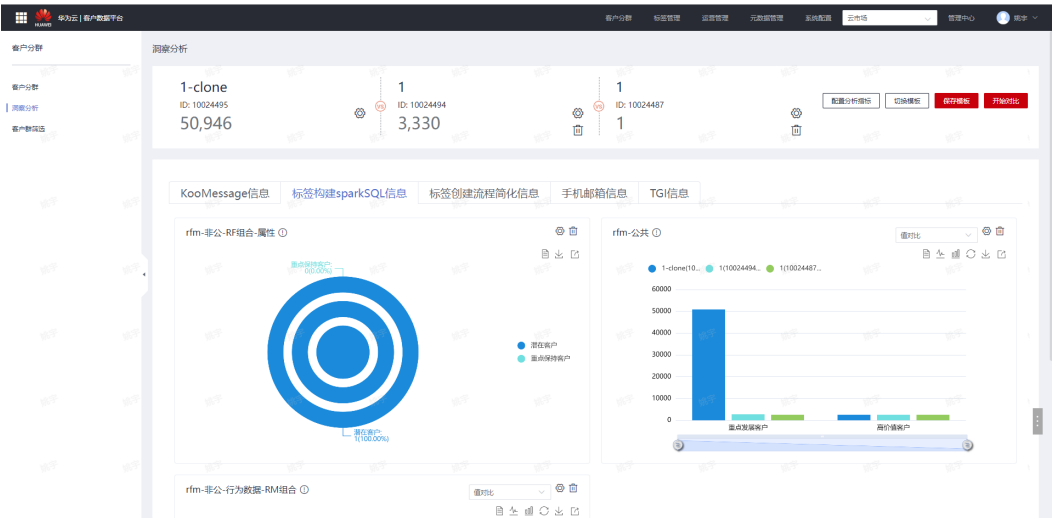 HUAWEI 华为云 | 客户数据平台 客户分群 标签管理 运营管理 元数据管理 系统配置 云市场 管理中心 姚宇
客户分群
客户分群
洞察分析
客户群筛选
洞察分析
1-clone
ID: 10024495
50,946
VS
1
ID: 10024494
3,330
VS
1
ID: 10024487
1
配置分析指标 切换模板 保存模板 开始对比
KooMessage信息 标签构建sparkSQL信息 标签创建流程简化信息 手机邮箱信息 TGI信息
rfm-非公-RF组合-属性
重点保持客户:
0(0.00%)
潜在客户:
1(100.00%)
潜在客户
重点保持客户
rfm-公共
值对比
1-clone(10... 1(10024494... 1(10024487...
60000
50000
40000
30000
20000
10000
0
重点发展客户 高价值客户
rfm-非公-行为数据-RM组合
值对比